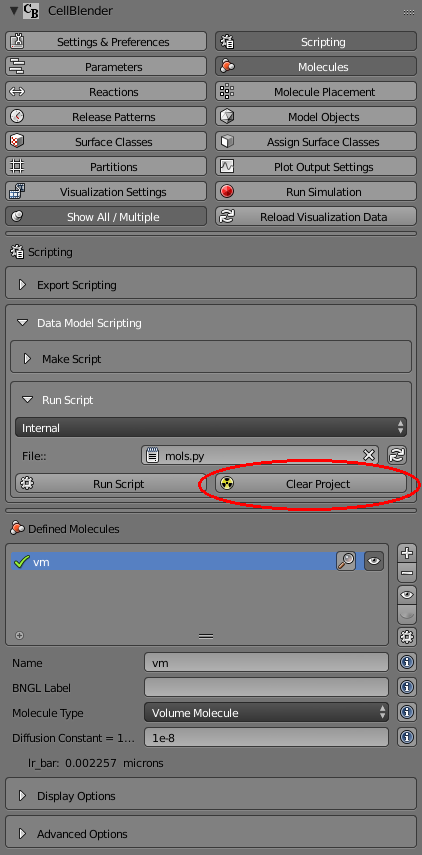 CellBlender
Settings & Preferences Scripting
Parameters Molecules
Reactions Molecule Placement
Release Patterns Model Objects
Surface Classes Assign Surface Classes
Partitions Plot Output Settings
Visualization Settings Run Simulation
Show All / Multiple Reload Visualization Data
Scripting
Export Scripting
Data Model Scripting
Make Script
Run Script
Internal
File:: mols.py
Run Script Clear Project
Defined Molecules
vm
Name vm
BNGL Label
Molecule Type Volume Molecule
Diffusion Constant = 1... 1e-8
lr_bar: 0.002257 microns
Display Options
Advanced Options